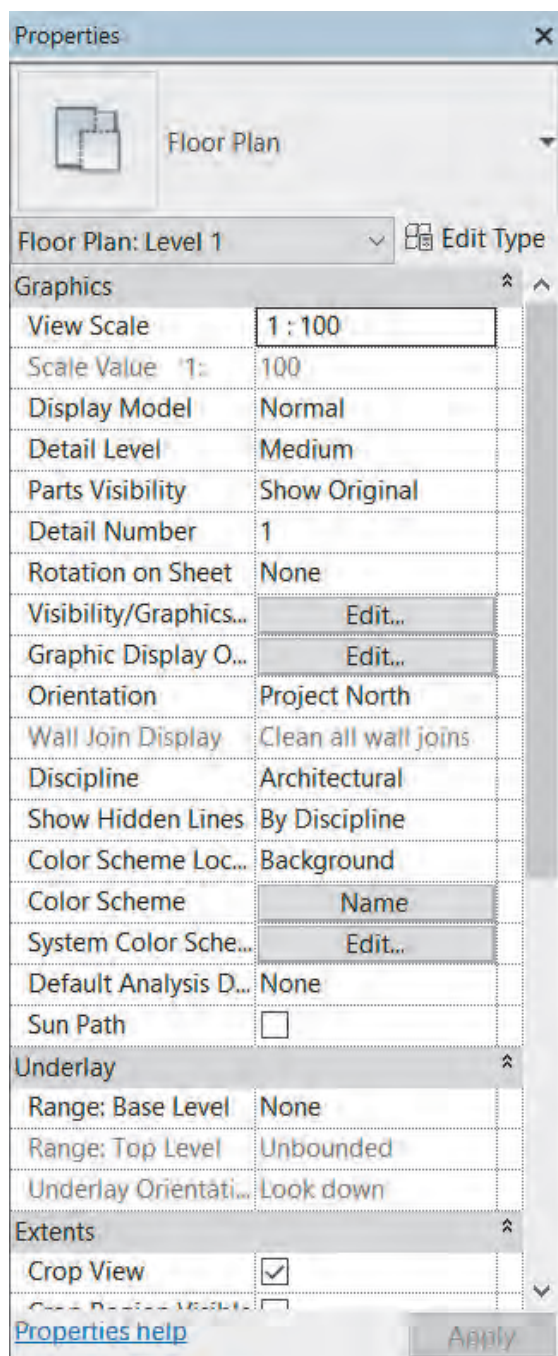 Properties
Floor Plan
Floor Plan: Level 1 Edit Type
Graphics
View Scale 1 : 100
Scale Value 1: 100
Display Model Normal
Detail Level Medium
Parts Visibility Show Original
Detail Number 1
Rotation on Sheet None
Visibility/Graphics... Edit...
Graphic Display O... Edit...
Orientation Project North
Wall Join Display Clean all wall joins
Discipline Architectural
Show Hidden Lines By Discipline
Color Scheme Loc... Background
Color Scheme Name
System Color Sche... Edit...
Default Analysis D... None
Sun Path
Underlay
Range: Base Level None
Range: Top Level Unbounded
Underlay Orientati... Look down
Extents
Crop View
Crop Region Visible
Properties help Apply